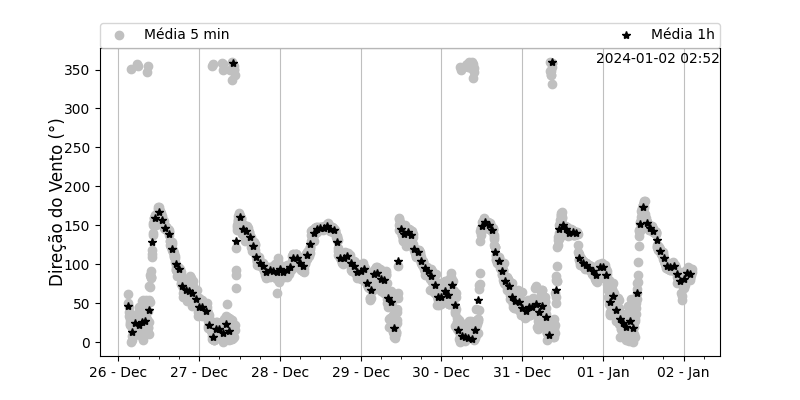 Média 5 min
Média 1h
2024-01-02 02:52
Direção do Vento (°)
350
300
250
200
150
100
50
0
26 - Dec
27 - Dec
28 - Dec
29 - Dec
30 - Dec
31 - Dec
01 - Jan
02 - Jan